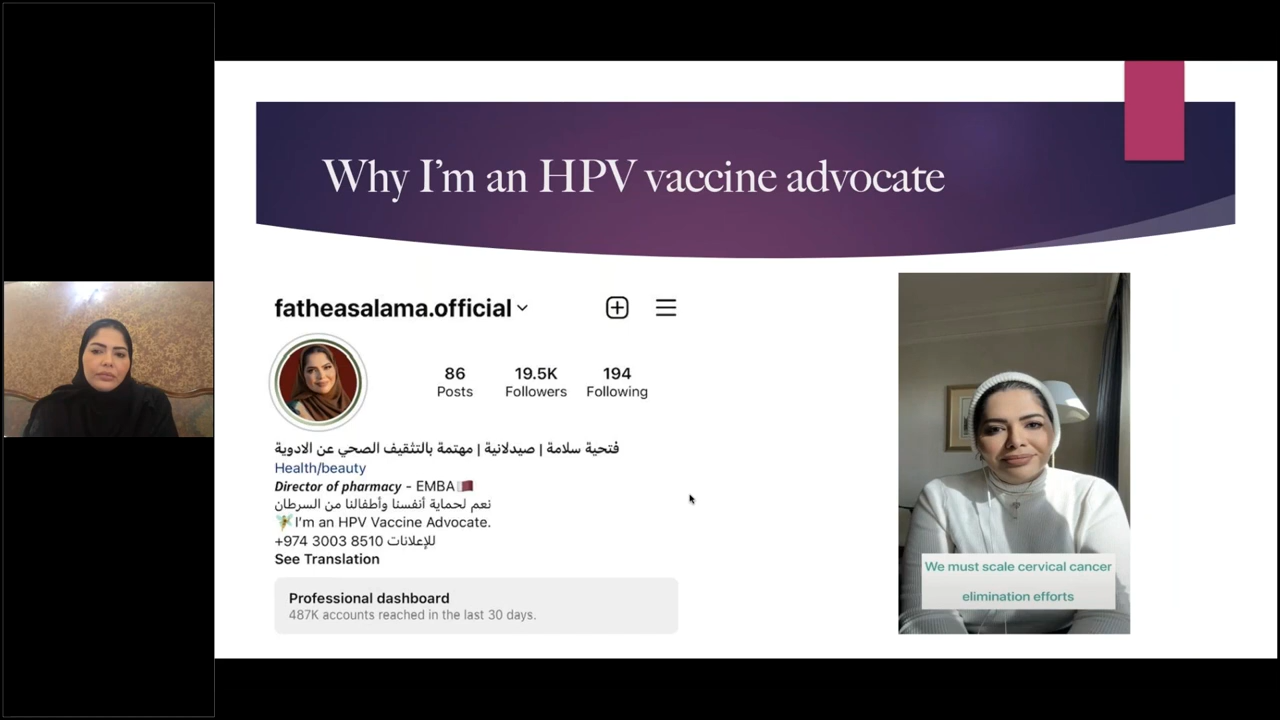 Why I'm an HPV vaccine advocate
fatheasalama.official
86
19.5K
194
Posts
Followers
Following
فتحية سلامة | صيدلانية | مهتمة بالتثقيف الصحي عن الادوية
Health/beauty
Director of pharmacy - EMBA🇶🇦
نعم لحماية أنفسنا وأطفالنا من السرطان
🧚I'm an HPV Vaccine Advocate.
+974 3003 8510 للإعلانات
See Translation
Professional dashboard
487K accounts reached in the last 30 days.
We must scale cervical cancer
elimination efforts